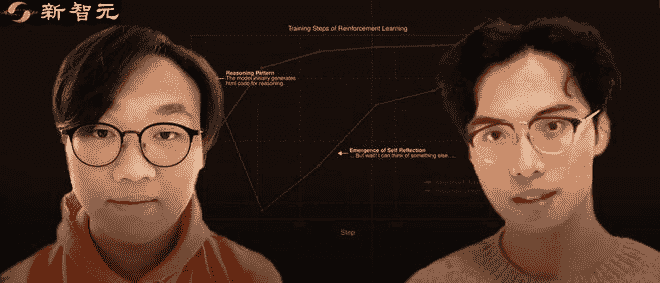 新智元
Training Steps of Reinforcement Learning
Reasoning Pattern
The model initially generates
html code for reasoning.
Emergence of Self Reflection
... But wait! I can think of something else. ...
Step